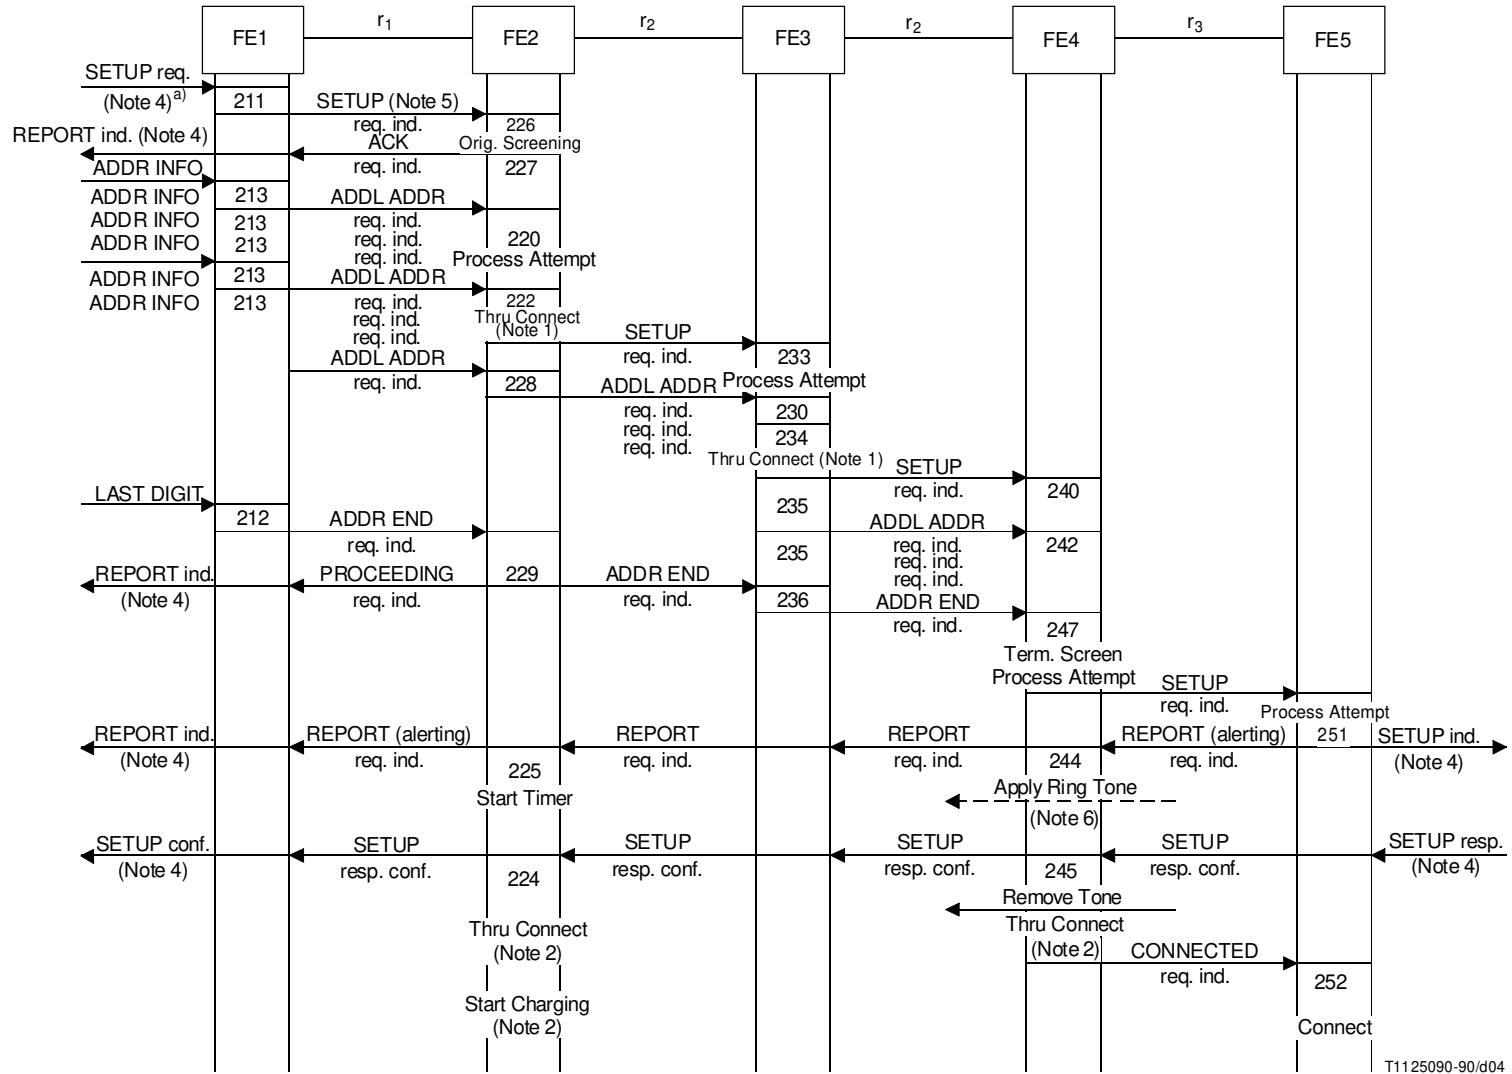 FE1 r1 FE2 r2 FE3 r2 FE4 r3 FE5
SETUP req.
(Note 4)a)
211
SETUP (Note 5)
req. ind.
226
REPORT ind. (Note 4)
ACK
Orig. Screening
req. ind.
227
ADDR INFO
ADDR INFO
213
ADDL ADDR
ADDR INFO
213
req. ind.
ADDR INFO
213
req. ind.
220
req. ind.
Process Attempt
ADDR INFO
213
ADDL ADDR
ADDR INFO
213
req. ind.
222
req. ind.
Thru Connect
(Note 1)
req. ind.
SETUP
ADDL ADDR
req. ind.
233
req. ind.
228
ADDL ADDR
Process Attempt
req. ind.
230
req. ind.
234
req. ind.
Thru Connect (Note 1)
SETUP
LAST DIGIT
req. ind.
240
235
212
ADDR END
ADDL ADDR
req. ind.
req. ind.
242
235
req. ind.
REPORT ind.
PROCEEDING
229
ADDR END
req. ind.
(Note 4)
req. ind.
req. ind.
236
ADDR END
req. ind.
247
Term. Screen
Process Attempt
SETUP
req. ind.
Process Attempt
REPORT ind.
REPORT (alerting)
REPORT
REPORT
REPORT (alerting)
251
SETUP ind.
(Note 4)
req. ind.
225
req. ind.
req. ind.
244
req. ind.
(Note 4)
Start Timer
Apply Ring Tone
(Note 6)
SETUP conf.
SETUP
SETUP
SETUP
SETUP
SETUP resp.
(Note 4)
resp. conf.
224
resp. conf.
resp. conf.
245
resp. conf.
(Note 4)
Remove Tone
Thru Connect
(Note 2)
Thru Connect
(Note 2)
CONNECTED
req. ind.
252
Start Charging
(Note 2)
Connect
T1125090-90/d04